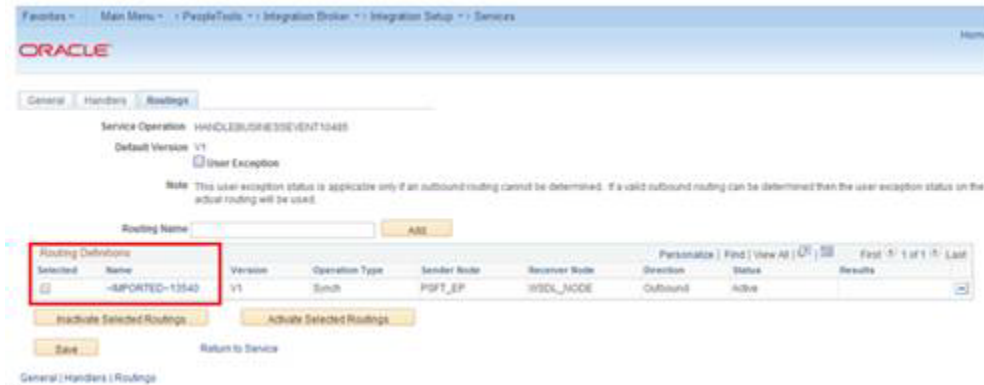 Favorites Main Menu PeopleTools Integration Broker Integration Setup Services
Home
ORACLE
General Handlers Routings
Service Operation HANDLEBUSINESSEVENT10485
Default Version V1
User Exception
Note This user exception status is applicable only if an outbound routing cannot be determined. If a valid outbound routing can be determined then the user exception status on the
actual routing will be used.
Routing Name Add
Routing Definitions Personalize | Find | View All | First 1 of 1 Last
Selected Name Version Operation Type Sender Node Receiver Node Direction Status Results
~IMPORTED~13540 V1 Synch PSFT_EP WSDL_NODE Outbound Active
Inactivate Selected Routings Activate Selected Routings
Save Return to Service
General | Handlers | Routings